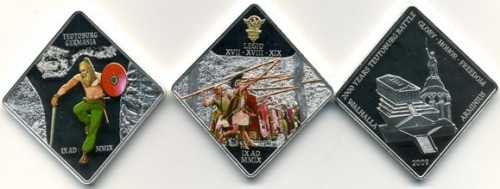 TEUTOBURG
GERMANIA
IX AD
MMIX
LEGIO
XVII - XVIII - XIX
IX AD
MMIX
2000 YEARS TEUTOBURG BATTLE
GLORY - HONOR - FREEDOM
WALHALLA
ARMINIUS
2009